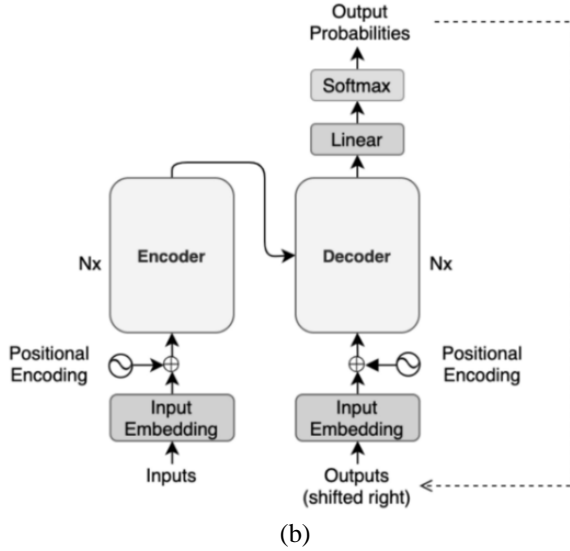 Output
Probabilities
Softmax
Linear
Encoder
Decoder
Nx
Nx
Positional
Encoding
Positional
Encoding
Input
Embedding
Input
Embedding
Inputs
Outputs
(shifted right)
(b)